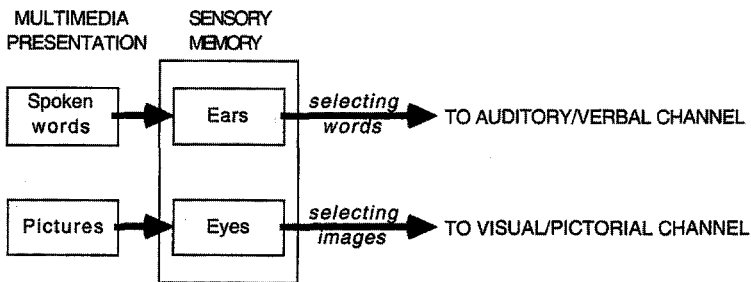 MULTIMEDIA
PRESENTATION
SENSORY
MEMORY
Spoken
words
Ears
selecting
words
TO AUDITORY/VERBAL CHANNEL
Pictures
Eyes
selecting
images
TO VISUAL/PICTORIAL CHANNEL